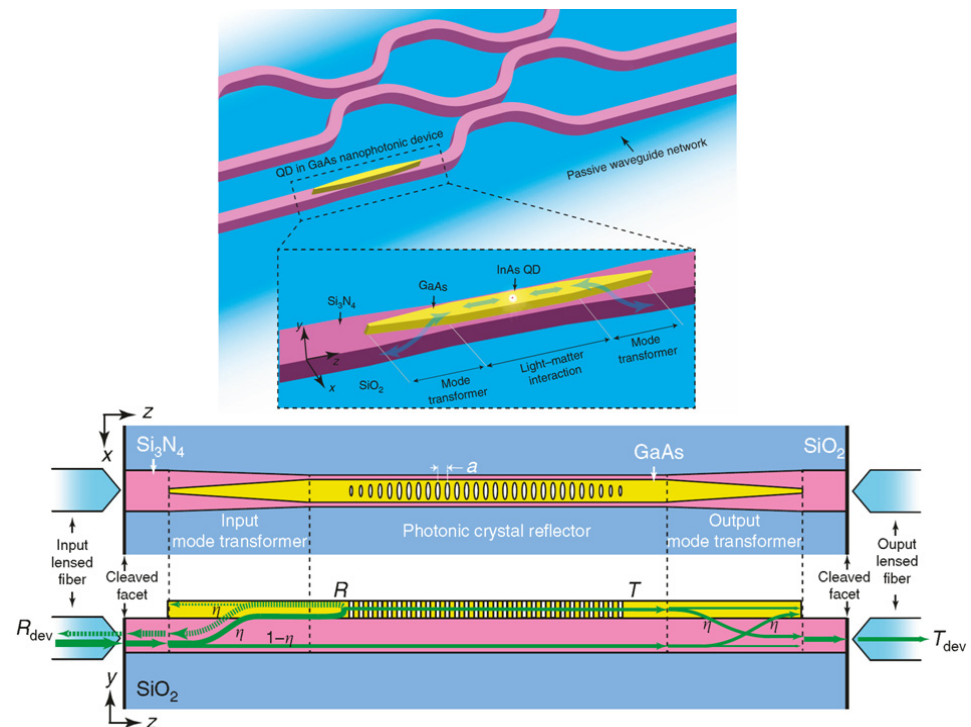 QD in GaAs nanophotonic device
Passive waveguide network
InAs QD
GaAs
Si₃N₄
y
z
x
SiO₂
Mode
transformer
Light–matter
interaction
Mode
transformer
z
x
Si₃N₄
a
GaAs
SiO₂
Input
mode transformer
Photonic crystal reflector
Output
mode transformer
Input
lensed
fiber
Cleaved
facet
Cleaved
facet
Ouput
lensed
fiber
R
T
η
η
1−η
η
η
R_dev
T_dev
y
z
SiO₂